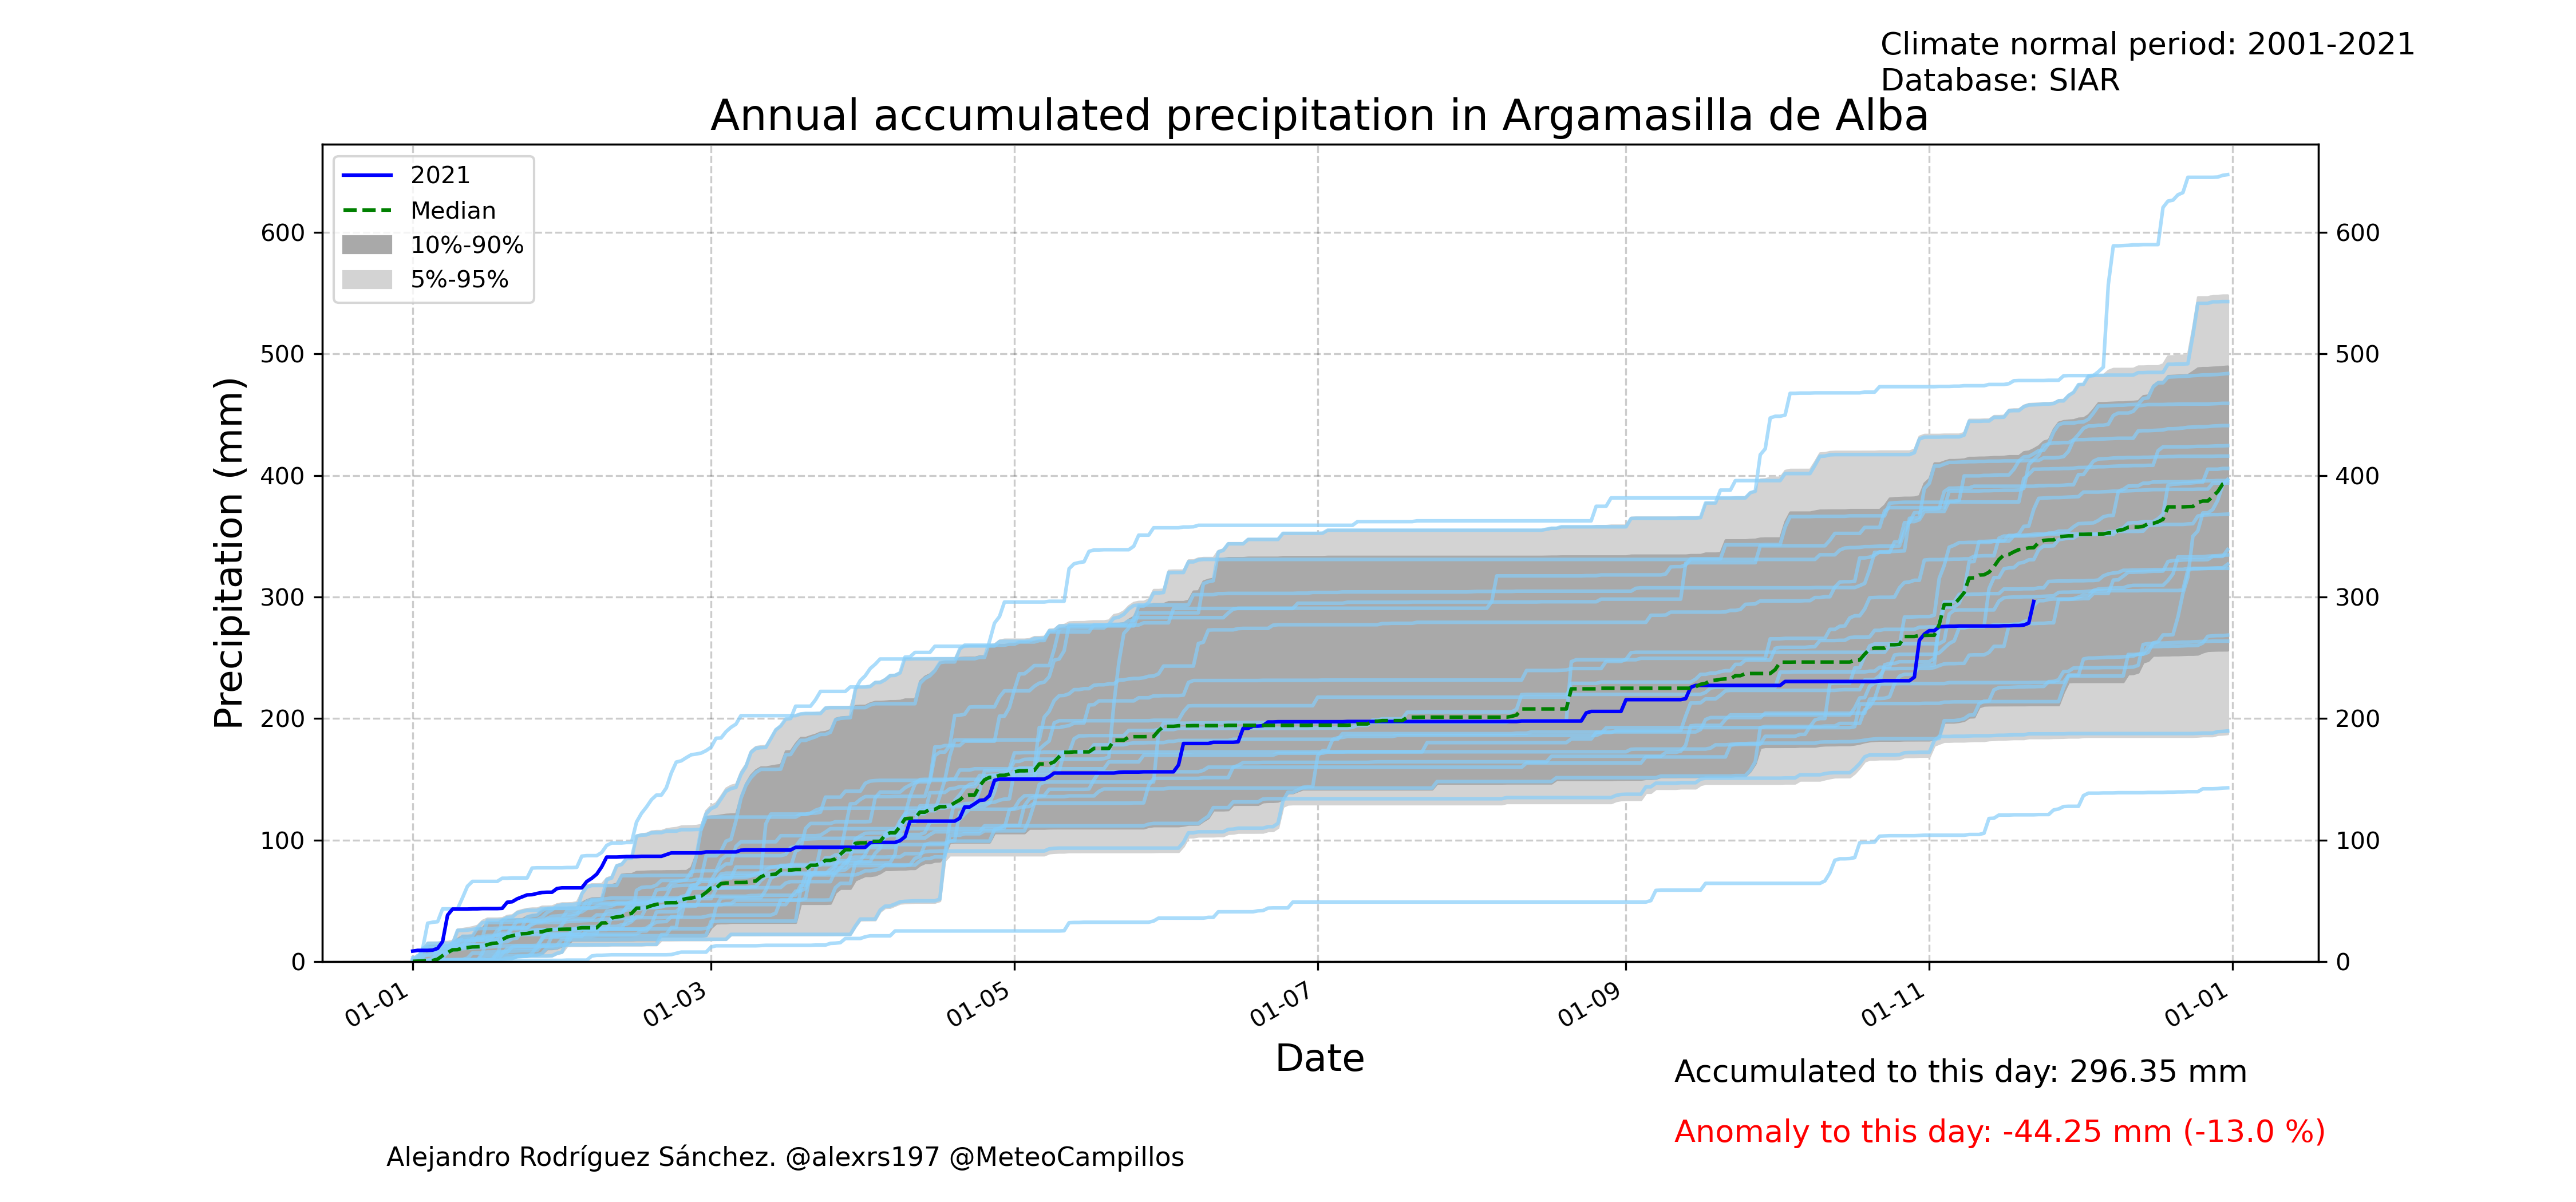 Climate normal period: 2001-2021
Database: SIAR
Annual accumulated precipitation in Argamasilla de Alba
2021
Median
10%-90%
5%-95%
Precipitation (mm)
600
500
400
300
200
100
0
600
500
400
300
200
100
0
01-01
01-03
01-05
01-07
01-09
01-11
01-01
Date
Accumulated to this day: 296.35 mm
Anomaly to this day: -44.25 mm (-13.0 %)
Alejandro Rodríguez Sánchez. @alexrs197 @MeteoCampillos